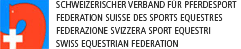 SCHWEIZERISCHER VERBAND FÜR PFERDESPORT
FEDERATION SUISSE DES SPORTS EQUESTRES
FEDERAZIONE SVIZZERA SPORT EQUESTRI
SWISS EQUESTRIAN FEDERATION